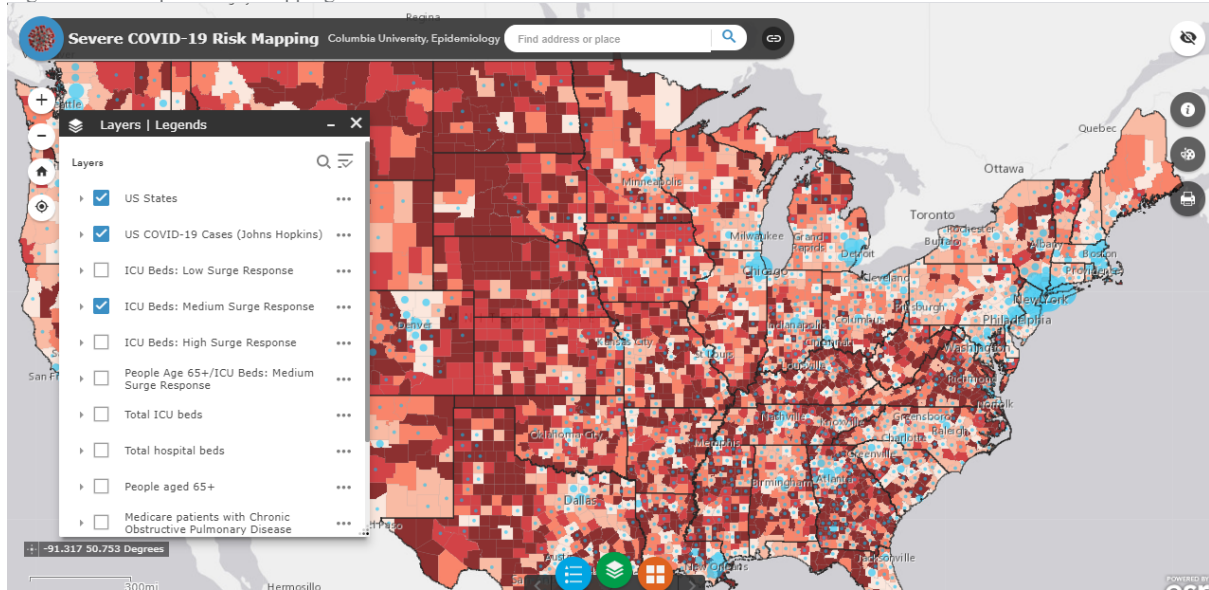 Regina
Severe COVID-19 Risk Mapping
Columbia University, Epidemiology
Find address or place
+
−
Layers | Legends
Layers
US States
US COVID-19 Cases (Johns Hopkins)
ICU Beds: Low Surge Response
ICU Beds: Medium Surge Response
ICU Beds: High Surge Response
People Age 65+/ICU Beds: Medium
Surge Response
Total ICU beds
Total hospital beds
People aged 65+
Medicare patients with Chronic
Obstructive Pulmonary Disease
-91.317 50.753 Degrees
300mi
Hermosillo
Quebec
Ottawa
Toronto
Rochester
Albany
Boston
Providence
Minneapolis
Milwaukee
Grand
Rapids
Detroit
Chicago
Cleveland
Pittsburgh
New York
Philadelphia
Denver
Kansas City
Indianapolis
Columbus
Cincinnati
Washington
St. Louis
Louisville
Richmond
Norfolk
Nashville
Knoxville
Greensboro
Raleigh
Charlotte
Greenville
Oklahoma City
Memphis
Birmingham
Atlanta
Dallas
Jacksonville
New Orleans
POWERED BY
esri